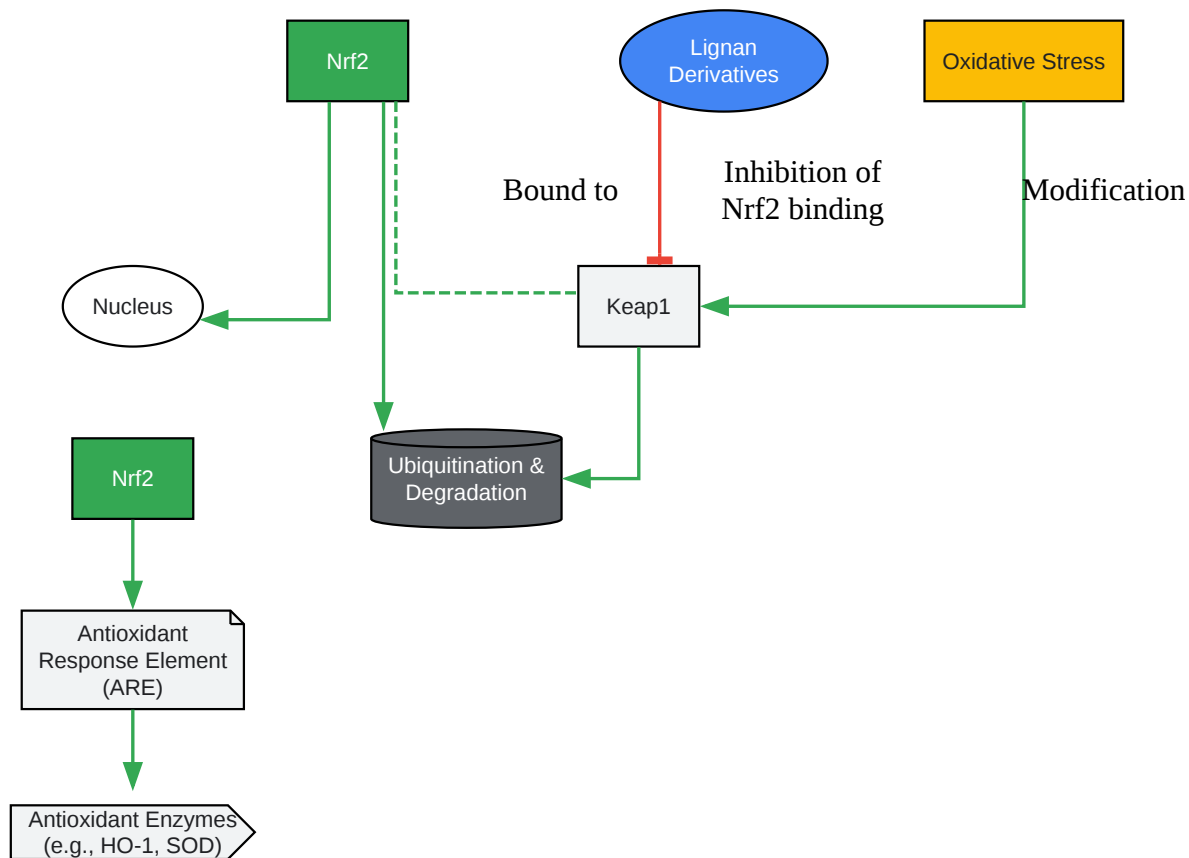 Nrf2
Lignan
Derivatives
Oxidative Stress
Bound to
Inhibition of
Nrf2 binding
Modification
Nucleus
Keap1
Ubiquitination &
Degradation
Nrf2
Antioxidant
Response Element
(ARE)
Antioxidant Enzymes
(e.g., HO-1, SOD)